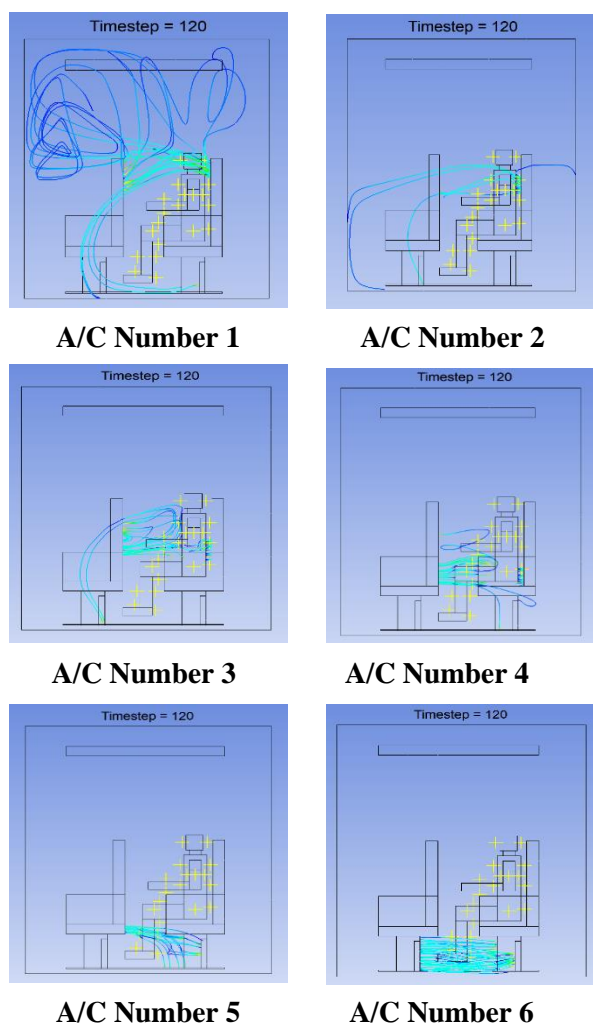 Timestep = 120
Timestep = 120
A/C Number 1
A/C Number 2
Timestep = 120
Timestep = 120
A/C Number 3
A/C Number 4
Timestep = 120
Timestep = 120
A/C Number 5
A/C Number 6